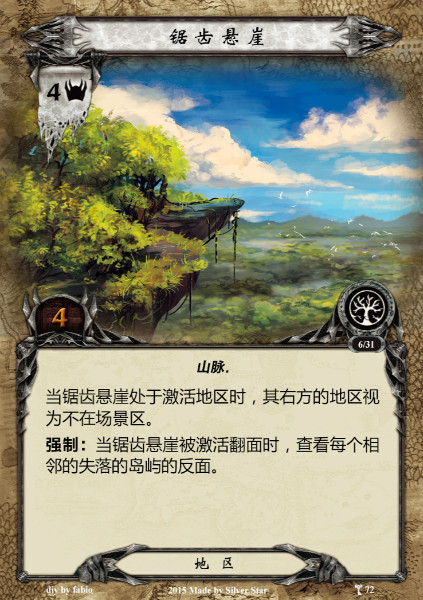 锯齿悬崖
4
4
6/31
山脉.
当锯齿悬崖处于激活地区时，其右方的地区视
为不在场景区。
强制：当锯齿悬崖被激活翻面时，查看每个相
邻的失落的岛屿的反面。
地区
diy by fabio
2015 Made by Silver Star
72